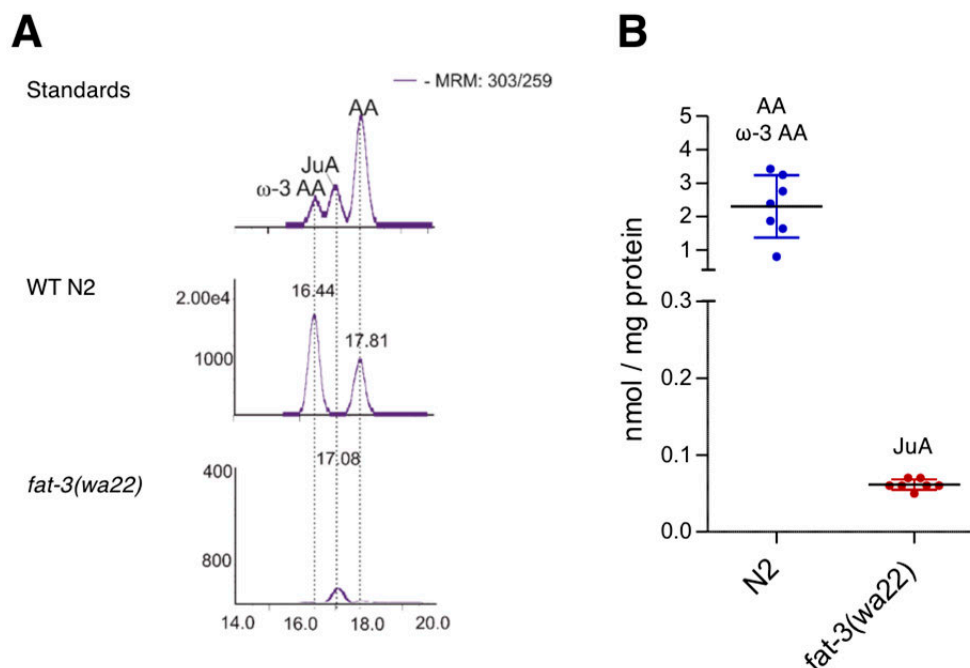 A
Standards
- MRM: 303/259
AA
JuA
ω-3 AA
WT N2
2.00e4
1000
16.44
17.81
fat-3(wa22)
400
800
17.08
14.0 16.0 18.0 20.0
B
nmol / mg protein
5
4
3
2
1
0.3
0.2
0.1
0.0
AA
ω-3 AA
JuA
N2
fat-3(wa22)